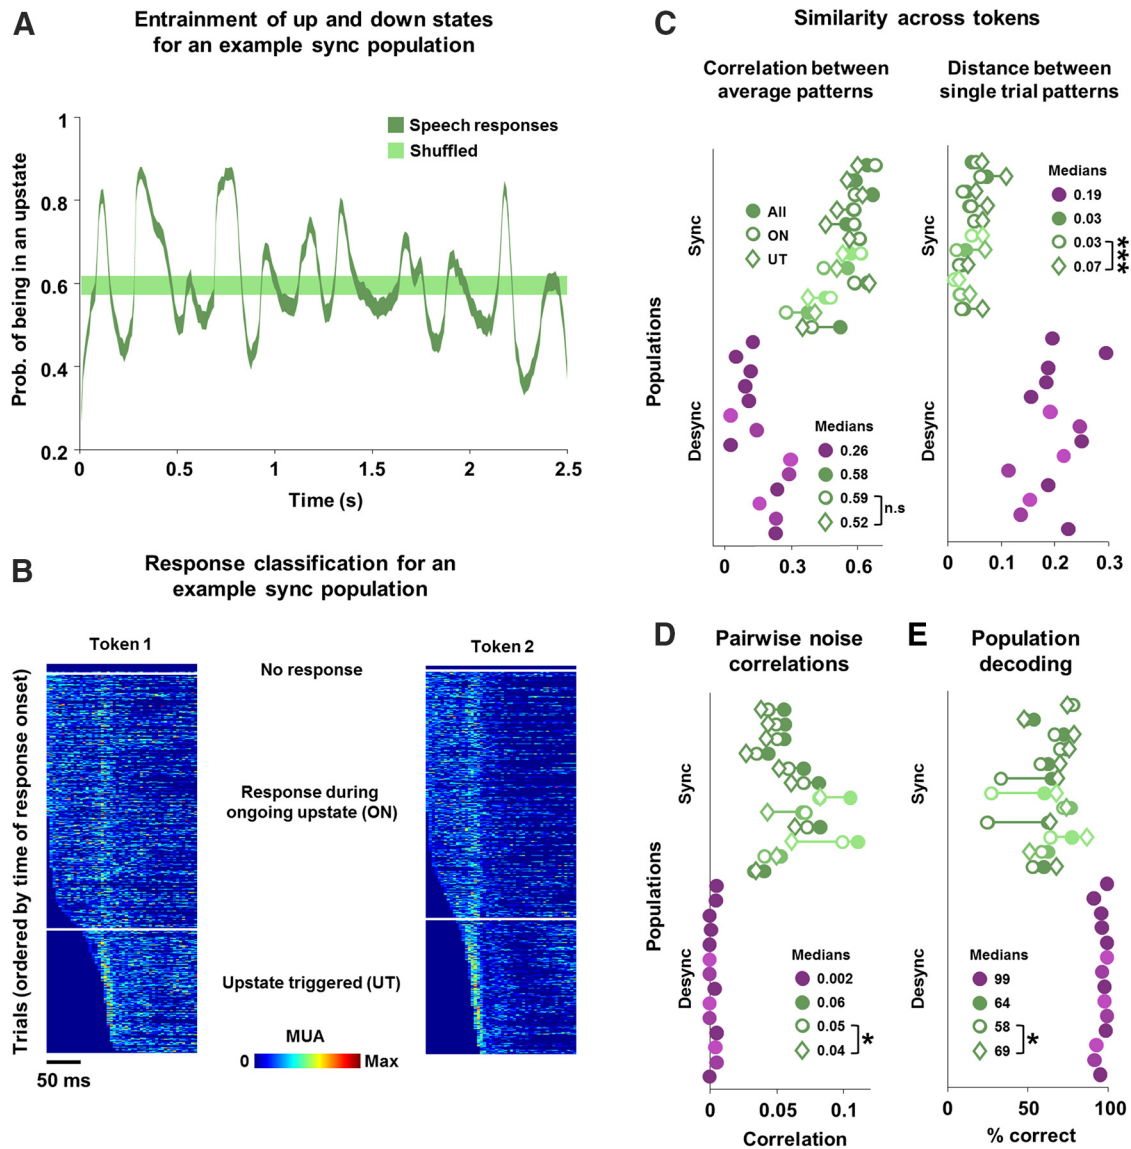 A
Entrainment of up and down states
for an example sync population
Prob. of being in an upstate
1
0.8
0.6
0.4
0.2
Speech responses
Shuffled
0 0.5 1 1.5 2 2.5
Time (s)
B
Response classification for an
example sync population
Trials (ordered by time of response onset)
Token 1
Token 2
No response
Response during
ongoing upstate (ON)
Upstate triggered (UT)
MUA
0 Max
50 ms
C
Similarity across tokens
Correlation between
average patterns
Distance between
single trial patterns
Populations
Sync
Desync
All
ON
UT
Medians
0.26
0.58
0.59
0.52
n.s
0 0.3 0.6
Sync
Desync
Medians
0.19
0.03
0.03
0.07
***
0 0.1 0.2 0.3
D
Pairwise noise
correlations
Populations
Sync
Desync
Medians
0.002
0.06
0.05
0.04
*
0 0.05 0.1
Correlation
E
Population
decoding
Sync
Desync
Medians
99
64
58
69
*
0 50 100
% correct